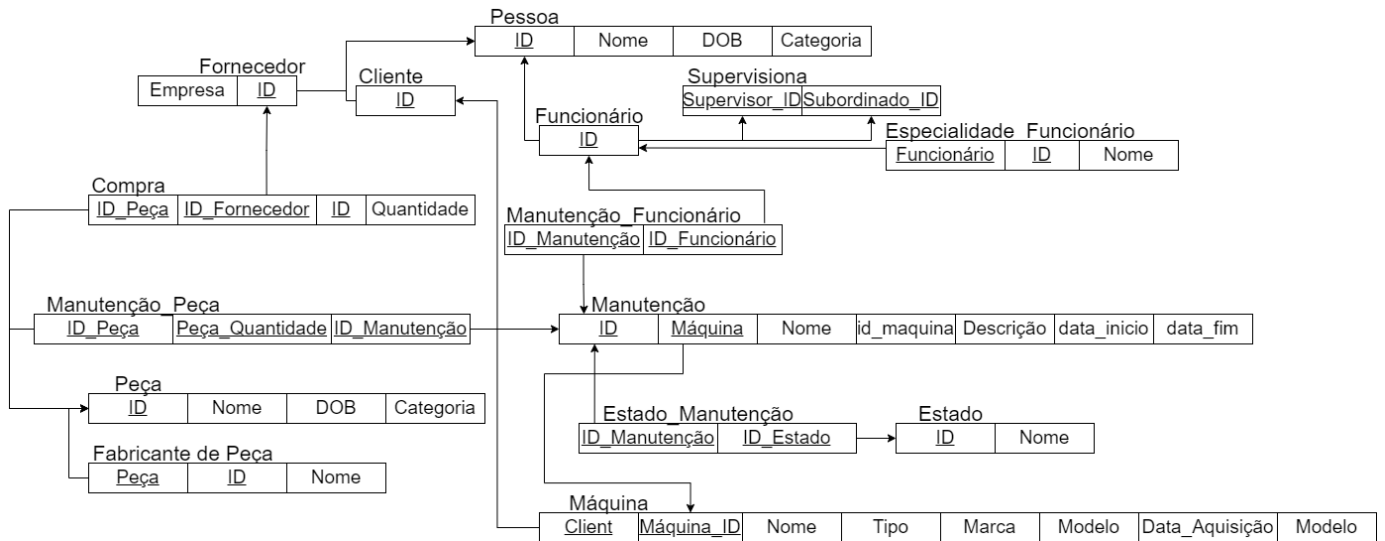 Pessoa
ID Nome DOB Categoria
Fornecedor
Empresa ID
Cliente
ID
Supervisiona
Supervisor_ID Subordinado_ID
Funcionário
ID
Especialidade_Funcionário
Funcionário ID Nome
Compra
ID_Peça ID_Fornecedor ID Quantidade
Manutenção_Funcionário
ID_Manutenção ID_Funcionário
Manutenção_Peça
ID_Peça Peça_Quantidade ID_Manutenção
Manutenção
ID Máquina Nome id_maquina Descrição data_inicio data_fim
Peça
ID Nome DOB Categoria
Estado_Manutenção
ID_Manutenção ID_Estado
Estado
ID Nome
Fabricante de Peça
Peça ID Nome
Máquina
Client Máquina_ID Nome Tipo Marca Modelo Data_Aquisição Modelo